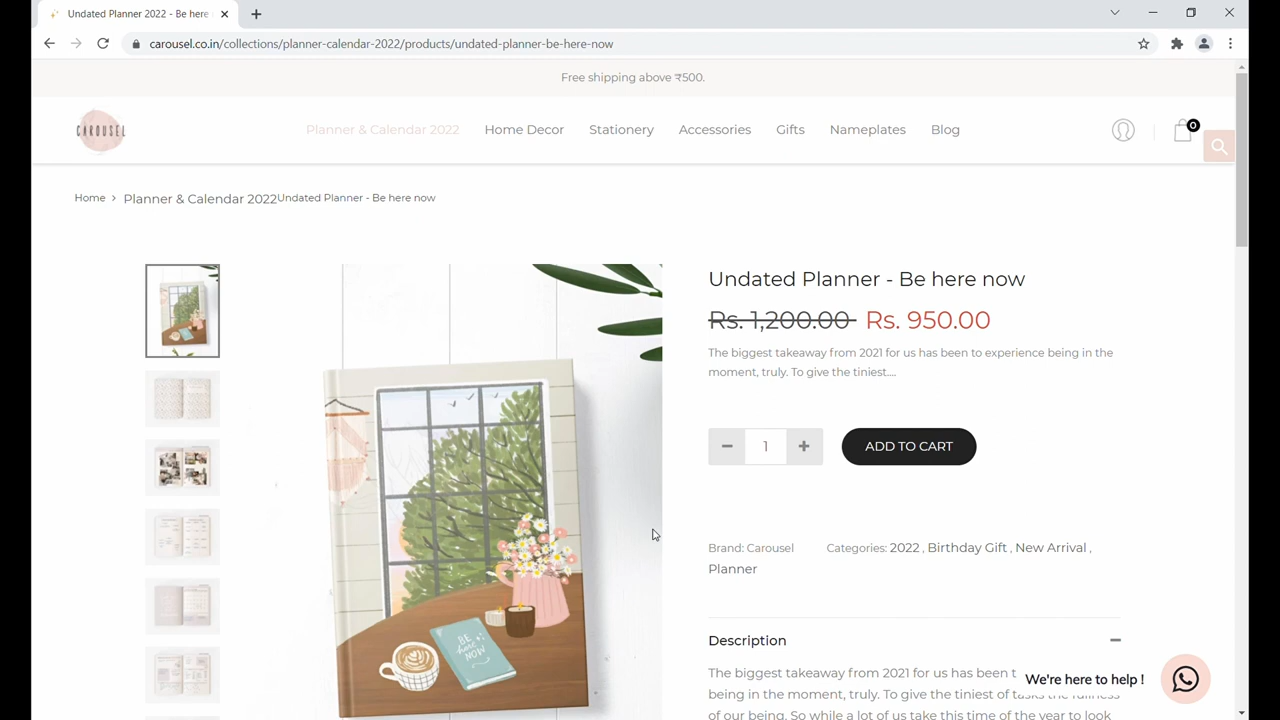 Undated Planner 2022 - Be here
carousel.co.in/collections/planner-calendar-2022/products/undated-planner-be-here-now
Free shipping above ₹500.
CAROUSEL
Planner & Calendar 2022 Home Decor Stationery Accessories Gifts Nameplates Blog
0
Home > Planner & Calendar 2022Undated Planner - Be here now
Undated Planner - Be here now
Rs. 1,200.00 Rs. 950.00
The biggest takeaway from 2021 for us has been to experience being in the
moment, truly. To give the tiniest....
− 1 + ADD TO CART
Brand: Carousel Categories: 2022 , Birthday Gift , New Arrival ,
Planner
BE
here
NOW
Description
The biggest takeaway from 2021 for us has been t
We're here to help !
being in the moment, truly. To give the tiniest of tasks the fullness
of our being. So while a lot of us take this time of the year to look